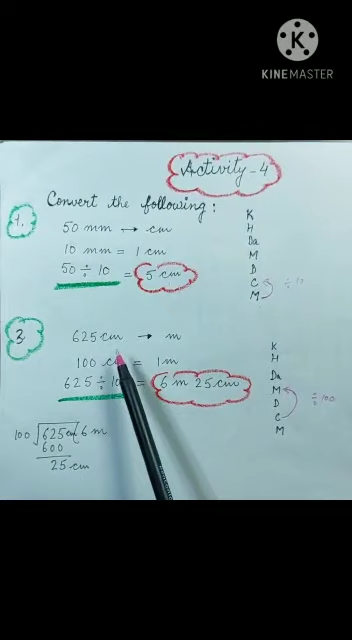 K
KINEMASTER
Activity-4
Convert the following:
1.
50 mm → cm
10 mm = 1 cm
50 ÷ 10 = 5 cm
K
H
Da
M
D
C
M
÷ 10
3.
625 cm → m
100 cm = 1 m
625 ÷ 10 = 6 m 25 cm
K
H
Da
M
D
C
M
÷ 100
100 625 cm 6 m
600
25 cm